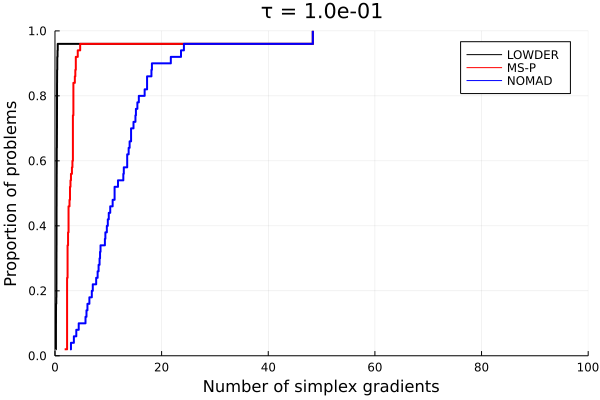 τ = 1.0e-01
1.0
0.8
0.6
0.4
0.2
0.0
Proportion of problems
LOWDER
MS-P
NOMAD
0 20 40 60 80 100
Number of simplex gradients